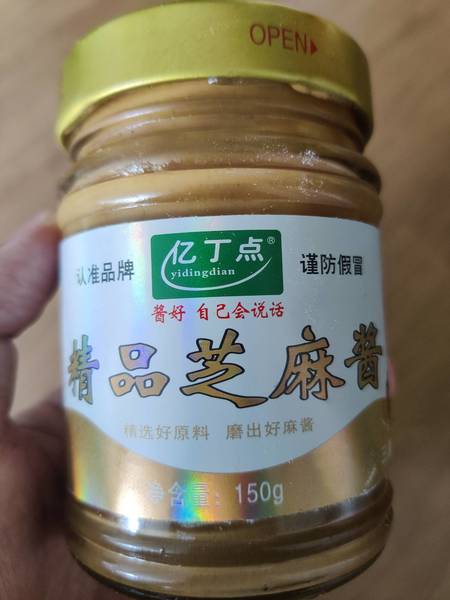 OPEN
认准品牌
亿丁点®
yidingdian
谨防假冒
酱好 自己会说话
精品芝麻酱
精选好原料 磨出好麻酱
净含量：150g